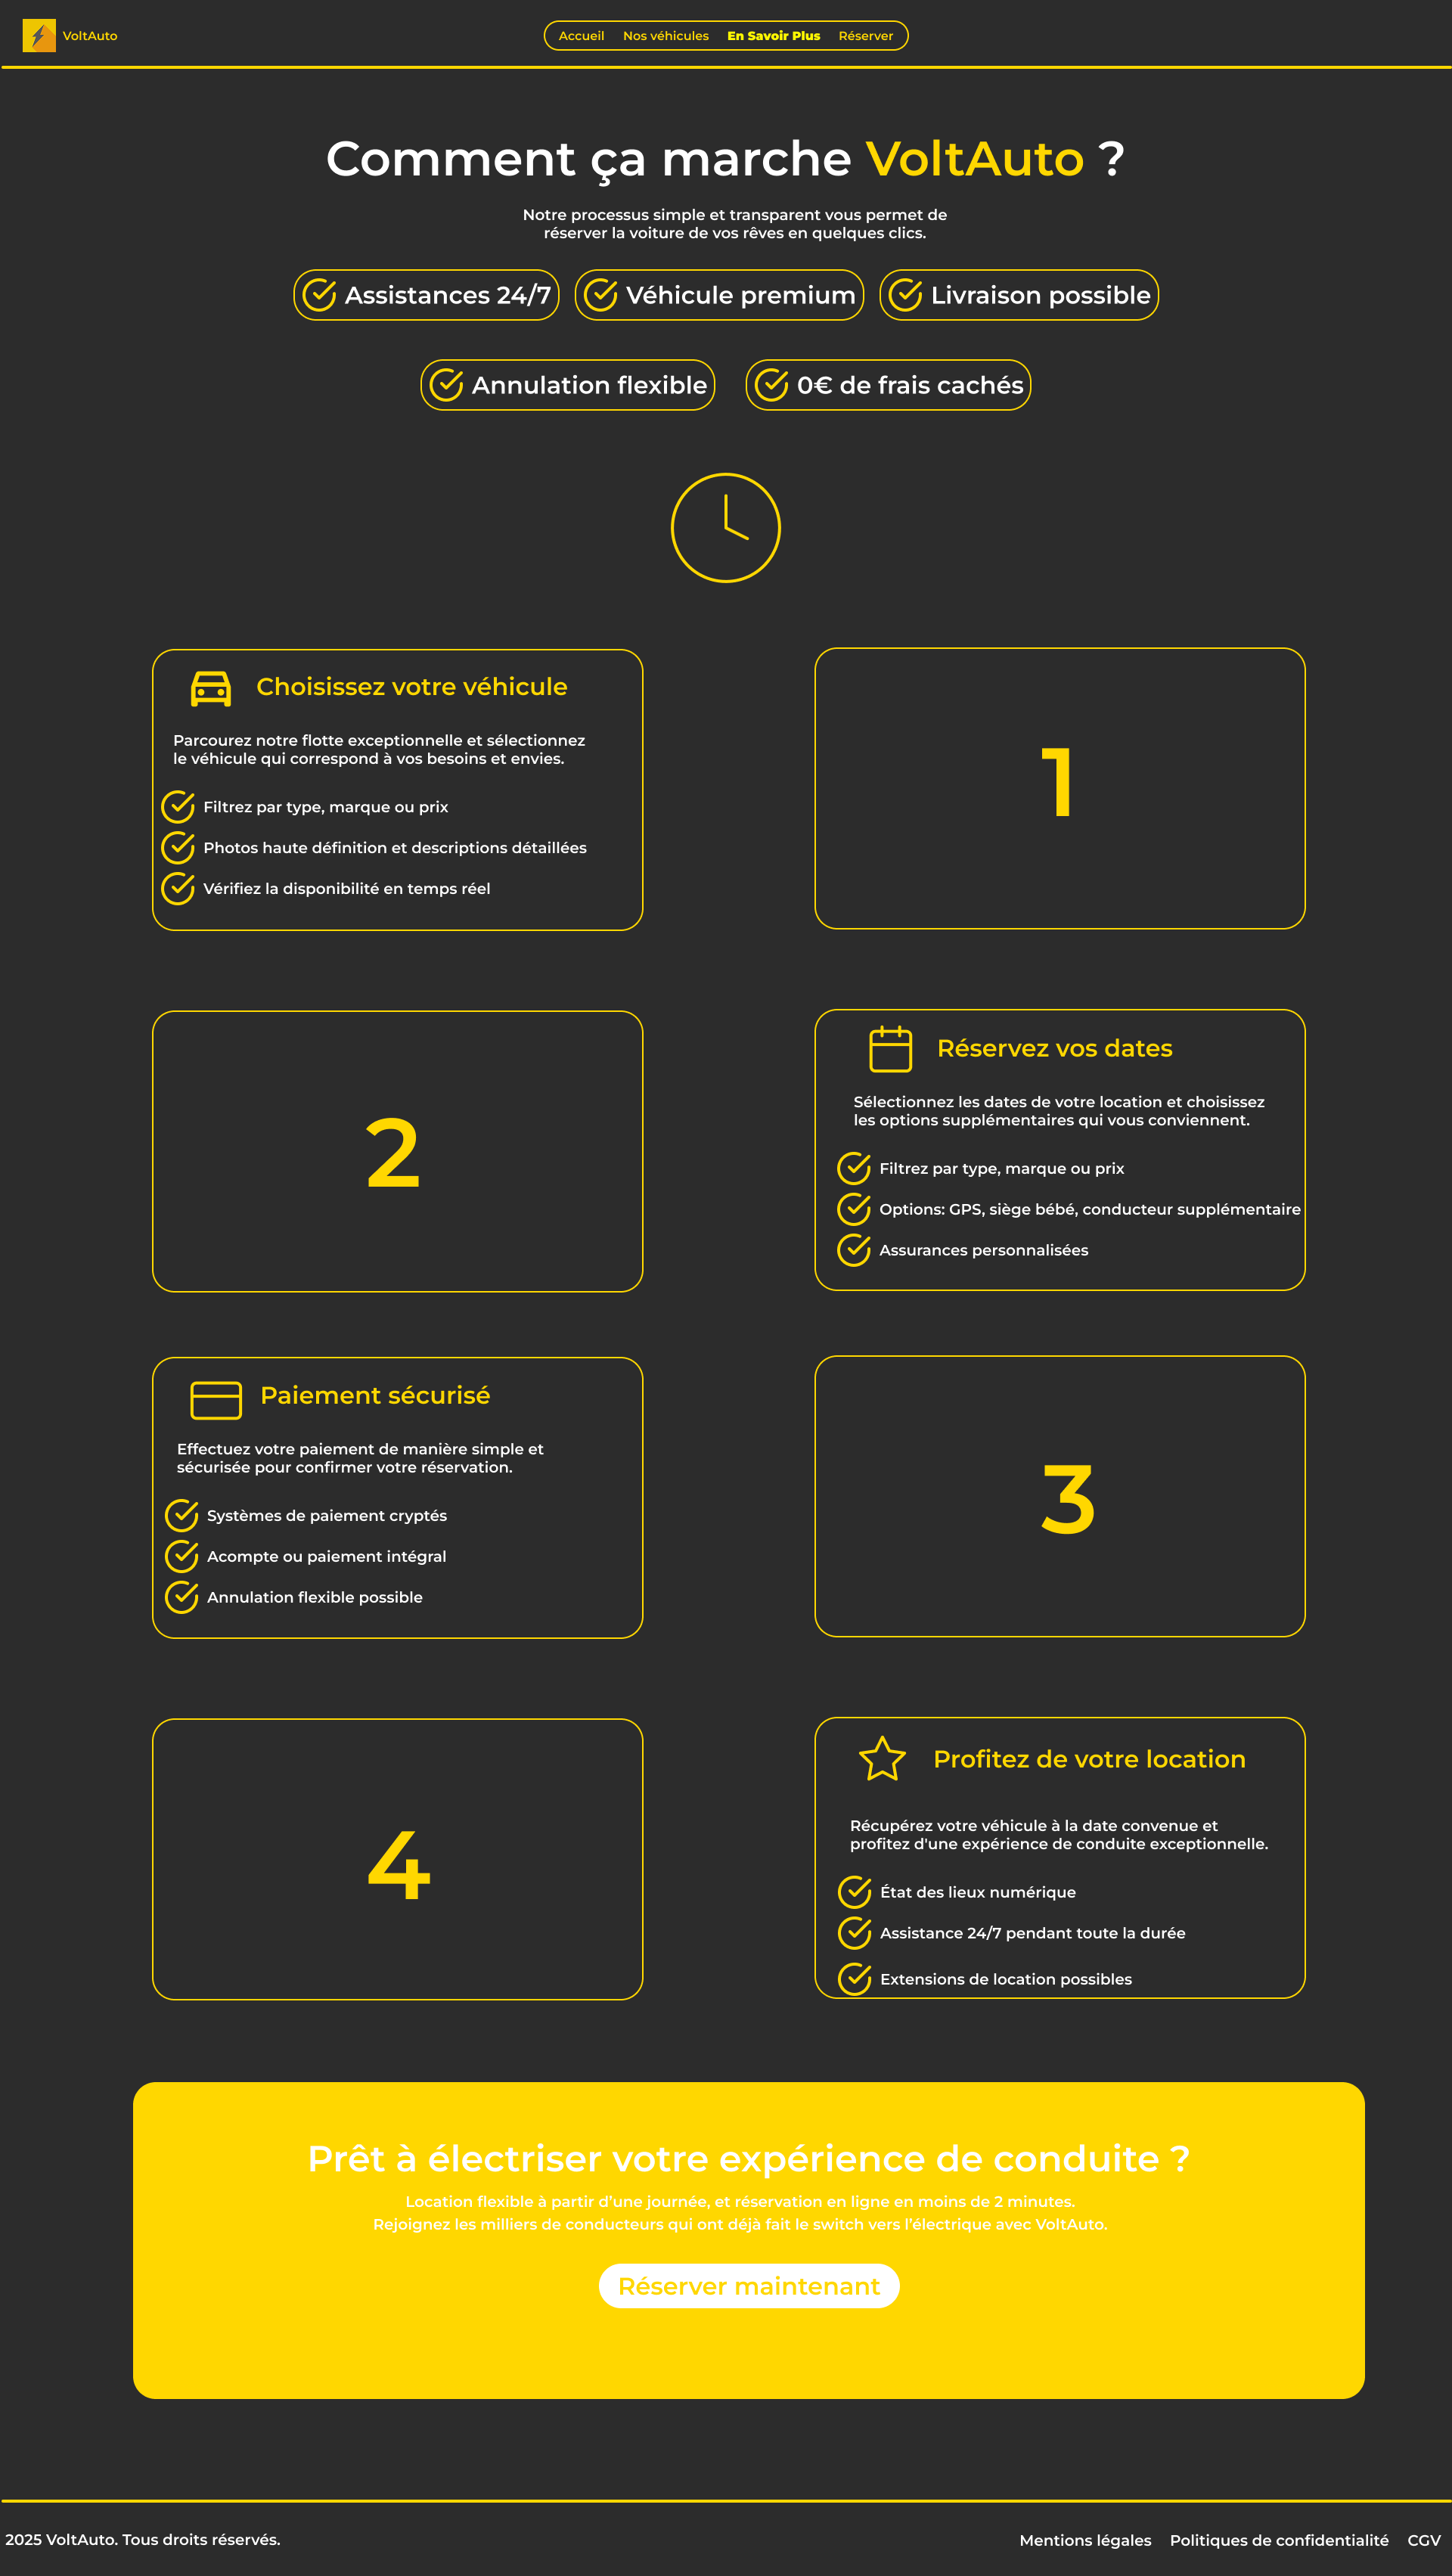 VoltAuto
Accueil Nos véhicules En Savoir Plus Réserver
Comment ça marche VoltAuto ?
Notre processus simple et transparent vous permet de
réserver la voiture de vos rêves en quelques clics.
Assistances 24/7
Véhicule premium
Livraison possible
Annulation flexible
0€ de frais cachés
Choisissez votre véhicule
Parcourez notre flotte exceptionnelle et sélectionnez
le véhicule qui correspond à vos besoins et envies.
Filtrez par type, marque ou prix
Photos haute définition et descriptions détaillées
Vérifiez la disponibilité en temps réel
1
2
Réservez vos dates
Sélectionnez les dates de votre location et choisissez
les options supplémentaires qui vous conviennent.
Filtrez par type, marque ou prix
Options: GPS, siège bébé, conducteur supplémentaire
Assurances personnalisées
Paiement sécurisé
Effectuez votre paiement de manière simple et
sécurisée pour confirmer votre réservation.
Systèmes de paiement cryptés
Acompte ou paiement intégral
Annulation flexible possible
3
4
Profitez de votre location
Récupérez votre véhicule à la date convenue et
profitez d'une expérience de conduite exceptionnelle.
État des lieux numérique
Assistance 24/7 pendant toute la durée
Extensions de location possibles
Prêt à électriser votre expérience de conduite ?
Location flexible à partir d’une journée, et réservation en ligne en moins de 2 minutes.
Rejoignez les milliers de conducteurs qui ont déjà fait le switch vers l’électrique avec VoltAuto.
Réserver maintenant
2025 VoltAuto. Tous droits réservés.
Mentions légales Politiques de confidentialité CGV